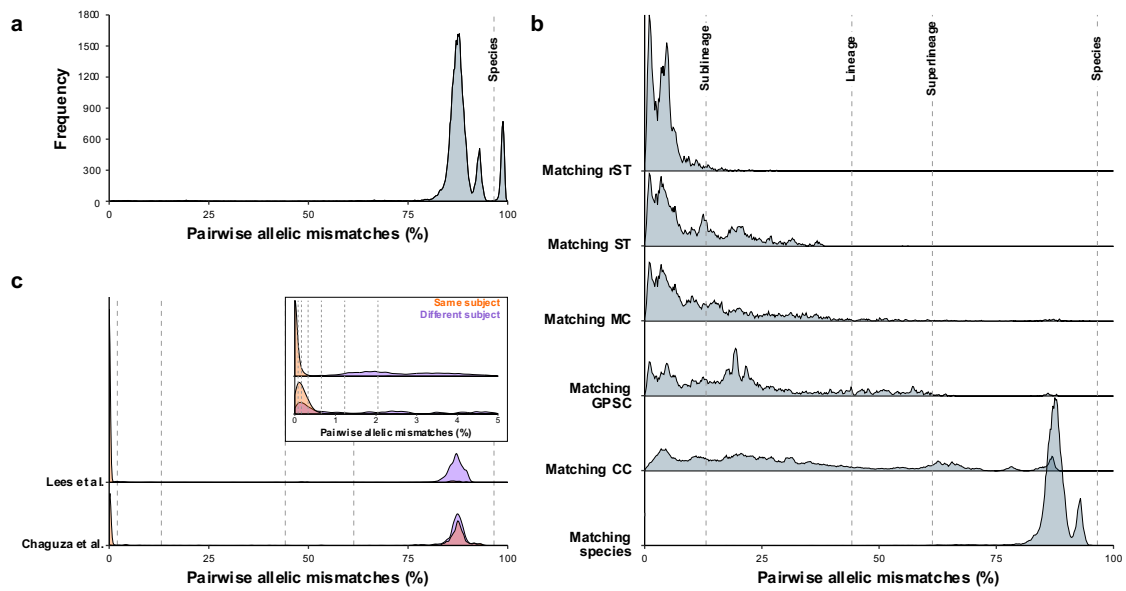 a
1800
1500
1200
900
600
300
0
Frequency
Species
0 25 50 75 100
Pairwise allelic mismatches (%)
b
Sublineage
Lineage
Superlineage
Species
Matching rST
Matching ST
Matching MC
Matching
GPSC
Matching CC
Matching
species
0 25 50 75 100
Pairwise allelic mismatches (%)
c
Same subject
Different subject
0 1 2 3 4 5
Pairwise allelic mismatches (%)
Lees et al.
Chaguza et al.
0 25 50 75 100
Pairwise allelic mismatches (%)